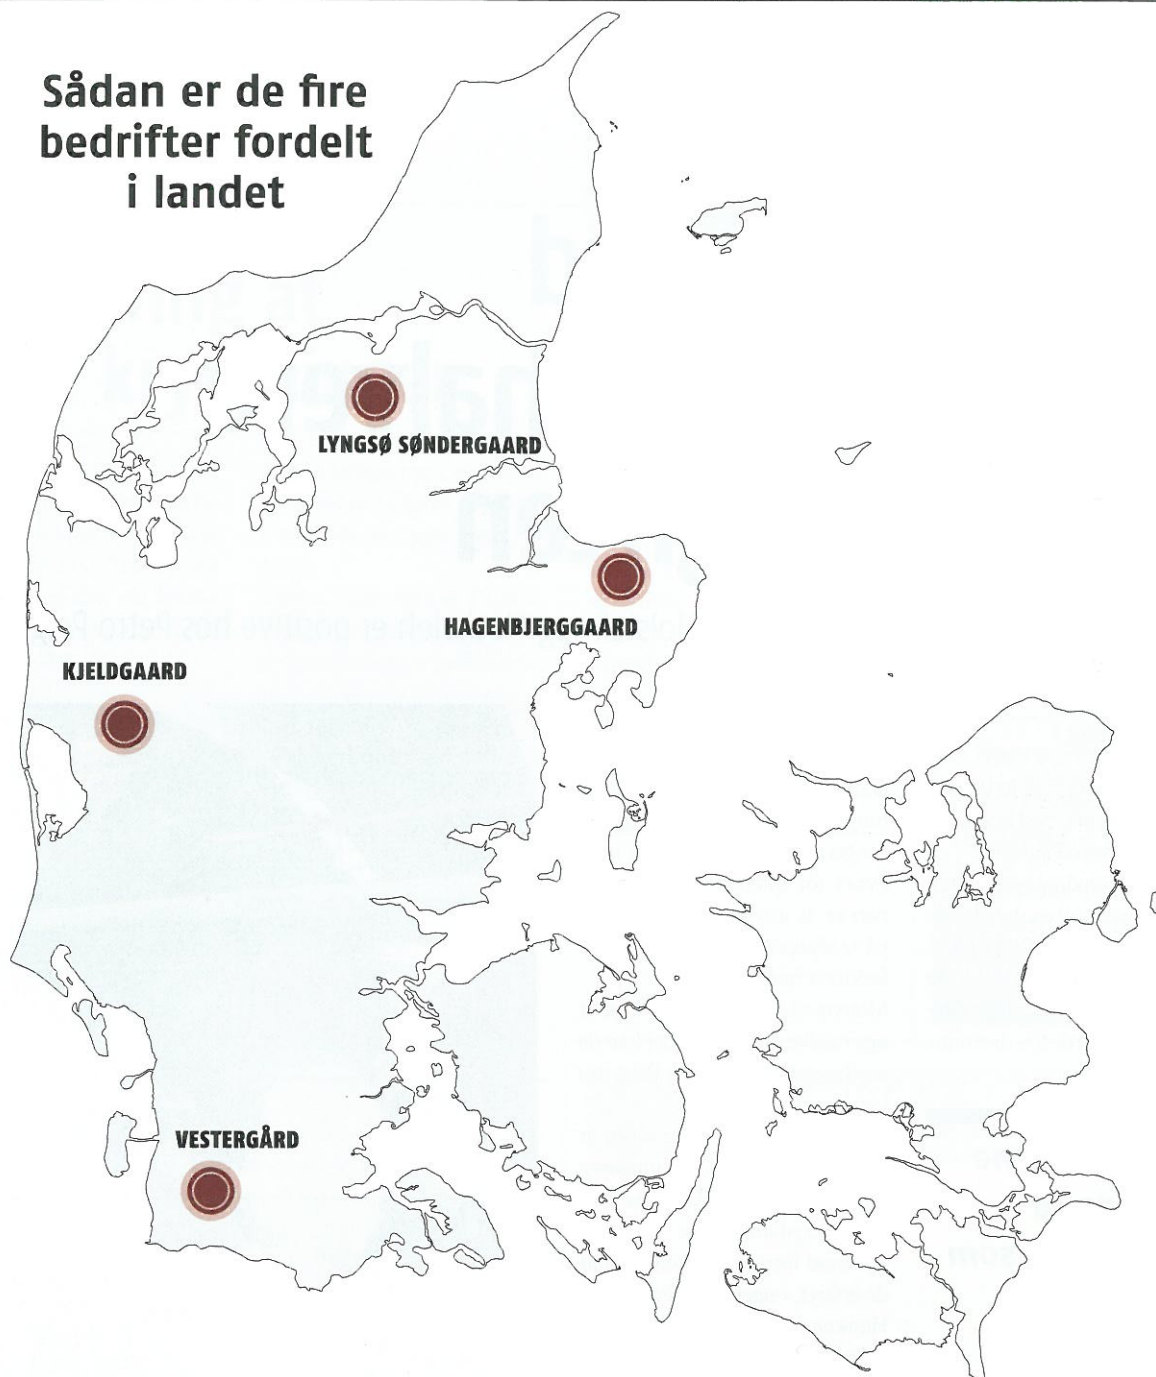 Sådan er de fire
bedrifter fordelt
i landet
LYNGSØ SØNDERGAARD
HAGENBJERGGAARD
KJELDGAARD
VESTERGÅRD